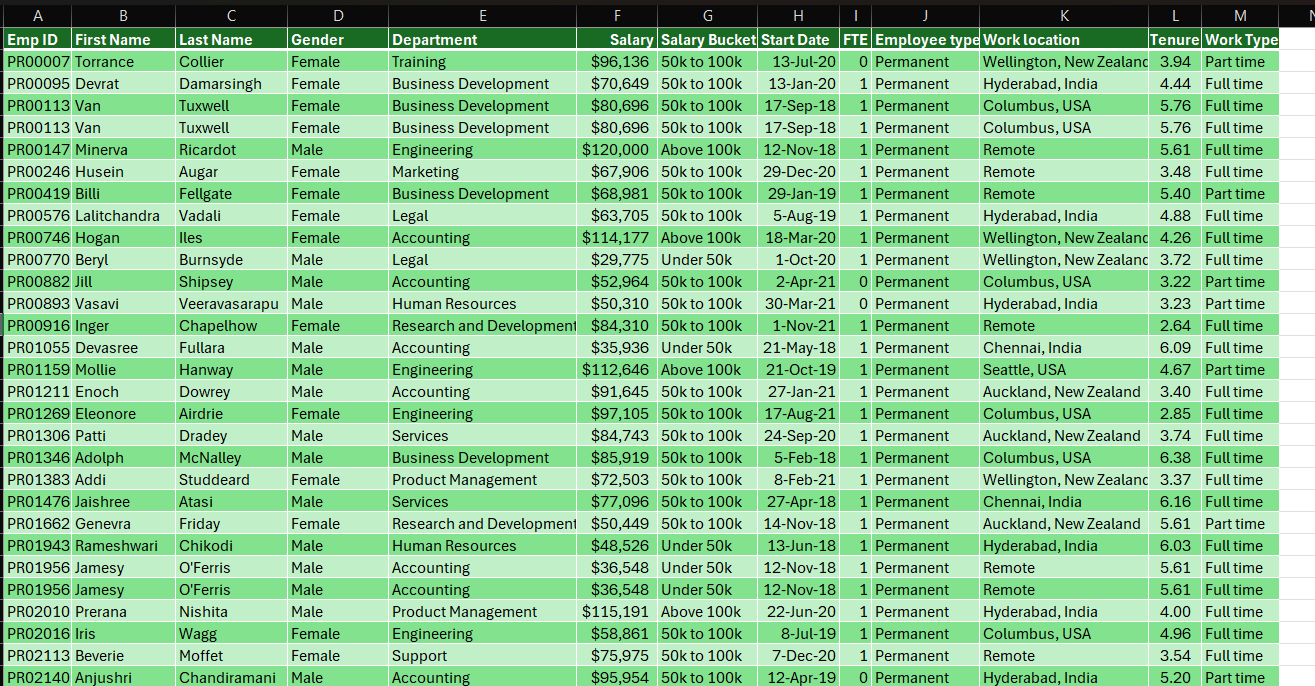 A B C D E F G H I J K L M
Emp ID First Name Last Name Gender Department Salary Salary Bucket Start Date FTE Employee type Work location Tenure Work Type
PR00007 Torrance Collier Female Training $96,136 50k to 100k 13-Jul-20 0 Permanent Wellington, New Zealand 3.94 Part time
PR00095 Devrat Damarsingh Female Business Development $70,649 50k to 100k 13-Jan-20 1 Permanent Hyderabad, India 4.44 Full time
PR00113 Van Tuxwell Female Business Development $80,696 50k to 100k 17-Sep-18 1 Permanent Columbus, USA 5.76 Full time
PR00113 Van Tuxwell Female Business Development $80,696 50k to 100k 17-Sep-18 1 Permanent Columbus, USA 5.76 Full time
PR00147 Minerva Ricardot Male Engineering $120,000 Above 100k 12-Nov-18 1 Permanent Remote 5.61 Full time
PR00246 Husein Augar Female Marketing $67,906 50k to 100k 29-Dec-20 1 Permanent Remote 3.48 Full time
PR00419 Billi Fellgate Female Business Development $68,981 50k to 100k 29-Jan-19 1 Permanent Remote 5.40 Part time
PR00576 Lalitchandra Vadali Female Legal $63,705 50k to 100k 5-Aug-19 1 Permanent Hyderabad, India 4.88 Full time
PR00746 Hogan Iles Female Accounting $114,177 Above 100k 18-Mar-20 1 Permanent Wellington, New Zealand 4.26 Full time
PR00770 Beryl Burnsyde Male Legal $29,775 Under 50k 1-Oct-20 1 Permanent Wellington, New Zealand 3.72 Full time
PR00882 Jill Shipsey Male Accounting $52,964 50k to 100k 2-Apr-21 0 Permanent Columbus, USA 3.22 Part time
PR00893 Vasavi Veeravasarapu Male Human Resources $50,310 50k to 100k 30-Mar-21 0 Permanent Hyderabad, India 3.23 Part time
PR00916 Inger Chapelhow Female Research and Development $84,310 50k to 100k 1-Nov-21 1 Permanent Remote 2.64 Full time
PR01055 Devasree Fullara Male Accounting $35,936 Under 50k 21-May-18 1 Permanent Chennai, India 6.09 Full time
PR01159 Mollie Hanway Male Engineering $112,646 Above 100k 21-Oct-19 1 Permanent Seattle, USA 4.67 Part time
PR01211 Enoch Dowrey Male Accounting $91,645 50k to 100k 27-Jan-21 1 Permanent Auckland, New Zealand 3.40 Full time
PR01269 Eleonore Airdrie Female Engineering $97,105 50k to 100k 17-Aug-21 1 Permanent Columbus, USA 2.85 Full time
PR01306 Patti Dradey Male Services $84,743 50k to 100k 24-Sep-20 1 Permanent Auckland, New Zealand 3.74 Full time
PR01346 Adolph McNalley Male Business Development $85,919 50k to 100k 5-Feb-18 1 Permanent Columbus, USA 6.38 Full time
PR01383 Addi Studdeard Female Product Management $72,503 50k to 100k 8-Feb-21 1 Permanent Wellington, New Zealand 3.37 Full time
PR01476 Jaishree Atasi Male Services $77,096 50k to 100k 27-Apr-18 1 Permanent Chennai, India 6.16 Full time
PR01662 Genevra Friday Female Research and Development $50,449 50k to 100k 14-Nov-18 1 Permanent Auckland, New Zealand 5.61 Part time
PR01943 Rameshwari Chikodi Male Human Resources $48,526 Under 50k 13-Jun-18 1 Permanent Hyderabad, India 6.03 Full time
PR01956 Jamesy O'Ferris Male Accounting $36,548 Under 50k 12-Nov-18 1 Permanent Remote 5.61 Full time
PR01956 Jamesy O'Ferris Male Accounting $36,548 Under 50k 12-Nov-18 1 Permanent Remote 5.61 Full time
PR02010 Prerana Nishita Male Product Management $115,191 Above 100k 22-Jun-20 1 Permanent Hyderabad, India 4.00 Full time
PR02016 Iris Wagg Female Engineering $58,861 50k to 100k 8-Jul-19 1 Permanent Columbus, USA 4.96 Full time
PR02113 Beverie Moffet Female Support $75,975 50k to 100k 7-Dec-20 1 Permanent Remote 3.54 Full time
PR02140 Anjushri Chandiramani Male Accounting $95,954 50k to 100k 12-Apr-19 0 Permanent Hyderabad, India 5.20 Part time